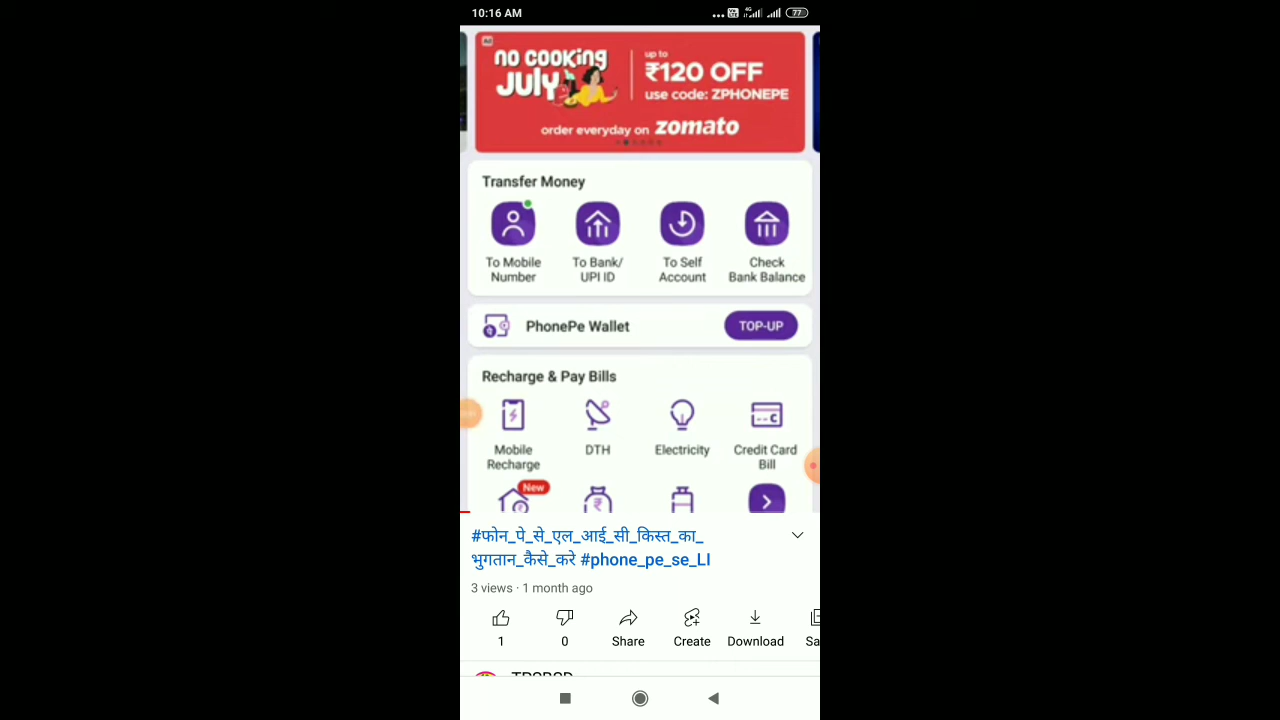 10:16 AM
4G
77
Ad
no cooking
JULY
up to
₹120 OFF
use code: ZPHONEPE
order everyday on zomato
Transfer Money
To Mobile
Number
To Bank/
UPI ID
To Self
Account
Check
Bank Balance
PhonePe Wallet
TOP-UP
Recharge & Pay Bills
Mobile
Recharge
DTH
Electricity
Credit Card
Bill
New
#फोन_पे_से_एल_आई_सी_किस्त_का_
भुगतान_कैसे_करे #phone_pe_se_LI
3 views · 1 month ago
1
0
Share
Create
Download
Sa